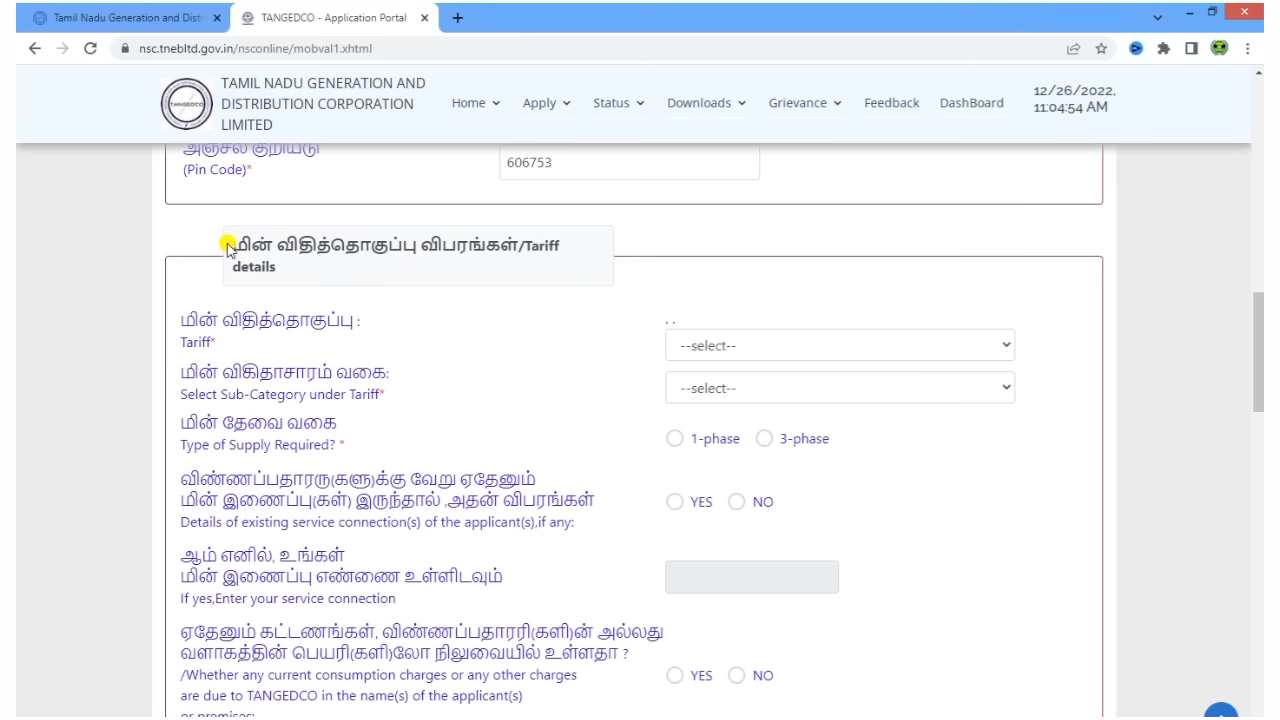 Tamil Nadu Generation and Dist
TANGEDCO - Application Portal
nsc.tnebltd.gov.in/nsconline/mobval1.xhtml
TANGEDCO
TAMIL NADU GENERATION AND
DISTRIBUTION CORPORATION
LIMITED
Home
Apply
Status
Downloads
Grievance
Feedback
DashBoard
12/26/2022,
11:04:54 AM
அஞ்சல் குறியீடு
(Pin Code)*
606753
மின் விதித்தொகுப்பு விபரங்கள்/Tariff
details
மின் விதித்தொகுப்பு :
. .
Tariff*
--select--
மின் விகிதாசாரம் வகை:
Select Sub-Category under Tariff*
--select--
மின் தேவை வகை
Type of Supply Required? *
1-phase 3-phase
விண்ணப்பதாரரு(களு)க்கு வேறு ஏதேனும்
மின் இணைப்பு(கள்) இருந்தால் ,அதன் விபரங்கள்
Details of existing service connection(s) of the applicant(s),if any:
YES NO
ஆம் எனில், உங்கள்
மின் இணைப்பு எண்ணை உள்ளிடவும்
If yes,Enter your service connection
ஏதேனும் கட்டணங்கள், விண்ணப்பதாரரி(களி)ன் அல்லது
வளாகத்தின் பெயரி(களி)லோ நிலுவையில் உள்ளதா ?
/Whether any current consumption charges or any other charges
are due to TANGEDCO in the name(s) of the applicant(s)
or premises:
YES NO